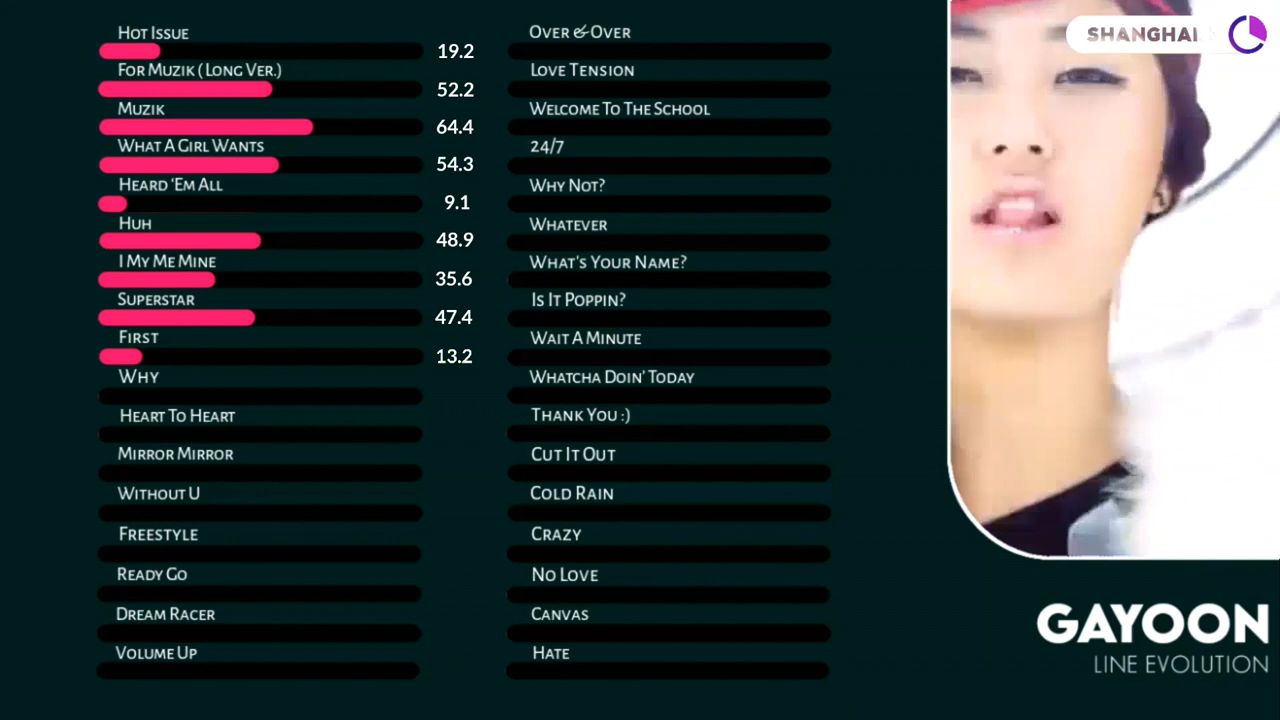 Hot Issue
19.2
For Muzik (Long Ver.)
52.2
Muzik
64.4
What A Girl Wants
54.3
Heard 'Em All
9.1
Huh
48.9
I My Me Mine
35.6
Superstar
47.4
First
13.2
Why
Heart To Heart
Mirror Mirror
Without U
Freestyle
Ready Go
Dream Racer
Volume Up
Over & Over
Love Tension
Welcome To The School
24/7
Why Not?
Whatever
What's Your Name?
Is It Poppin?
Wait A Minute
Whatcha Doin' Today
Thank You :)
Cut It Out
Cold Rain
Crazy
No Love
Canvas
Hate
SHANGHAI
GAYOON
LINE EVOLUTION